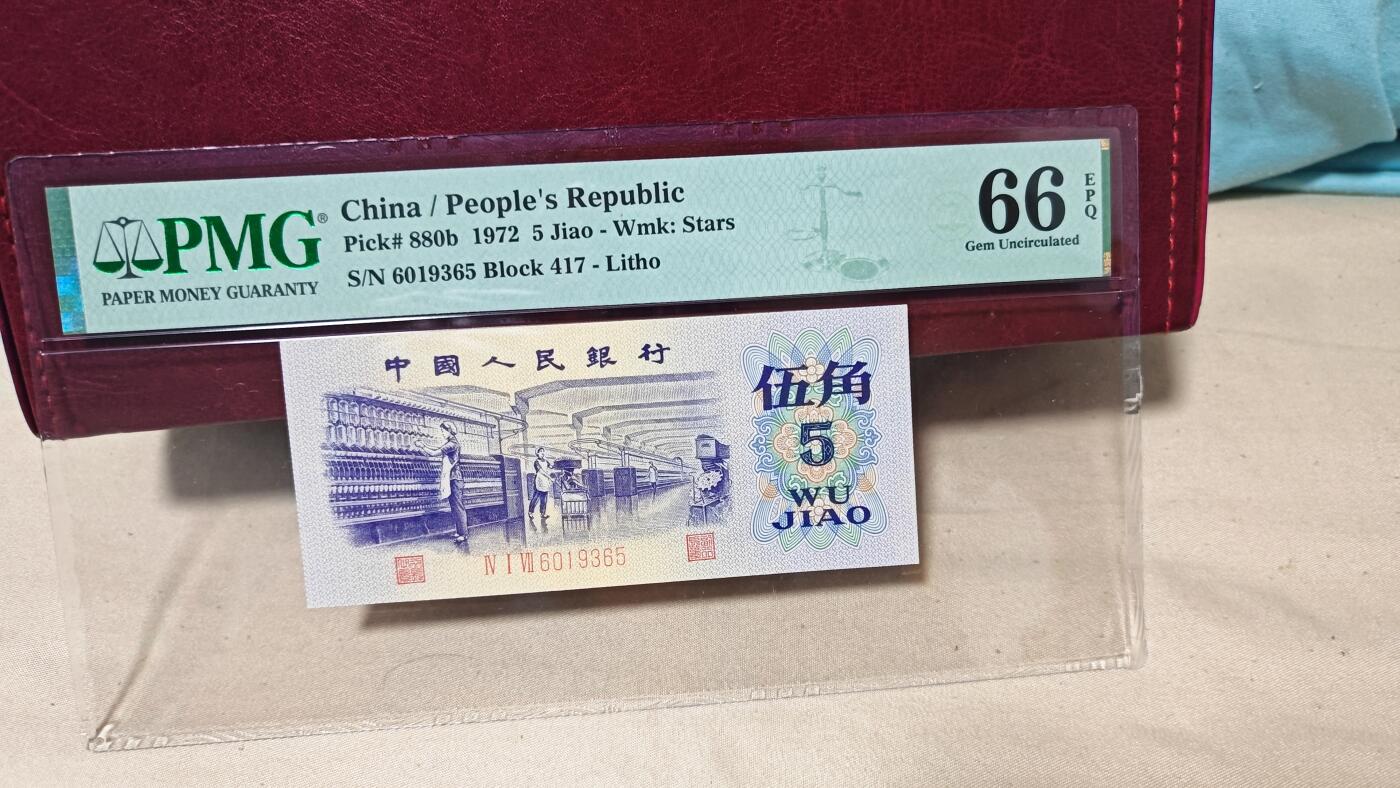 PMG®
PAPER MONEY GUARANTY
China / People's Republic
Pick# 880b 1972 5 Jiao - Wmk: Stars
S/N 6019365 Block 417 - Litho
66
EPQ
Gem Uncirculated
中國人民銀行
伍角
5
WU
JIAO
Ⅳ Ⅰ Ⅶ 6019365